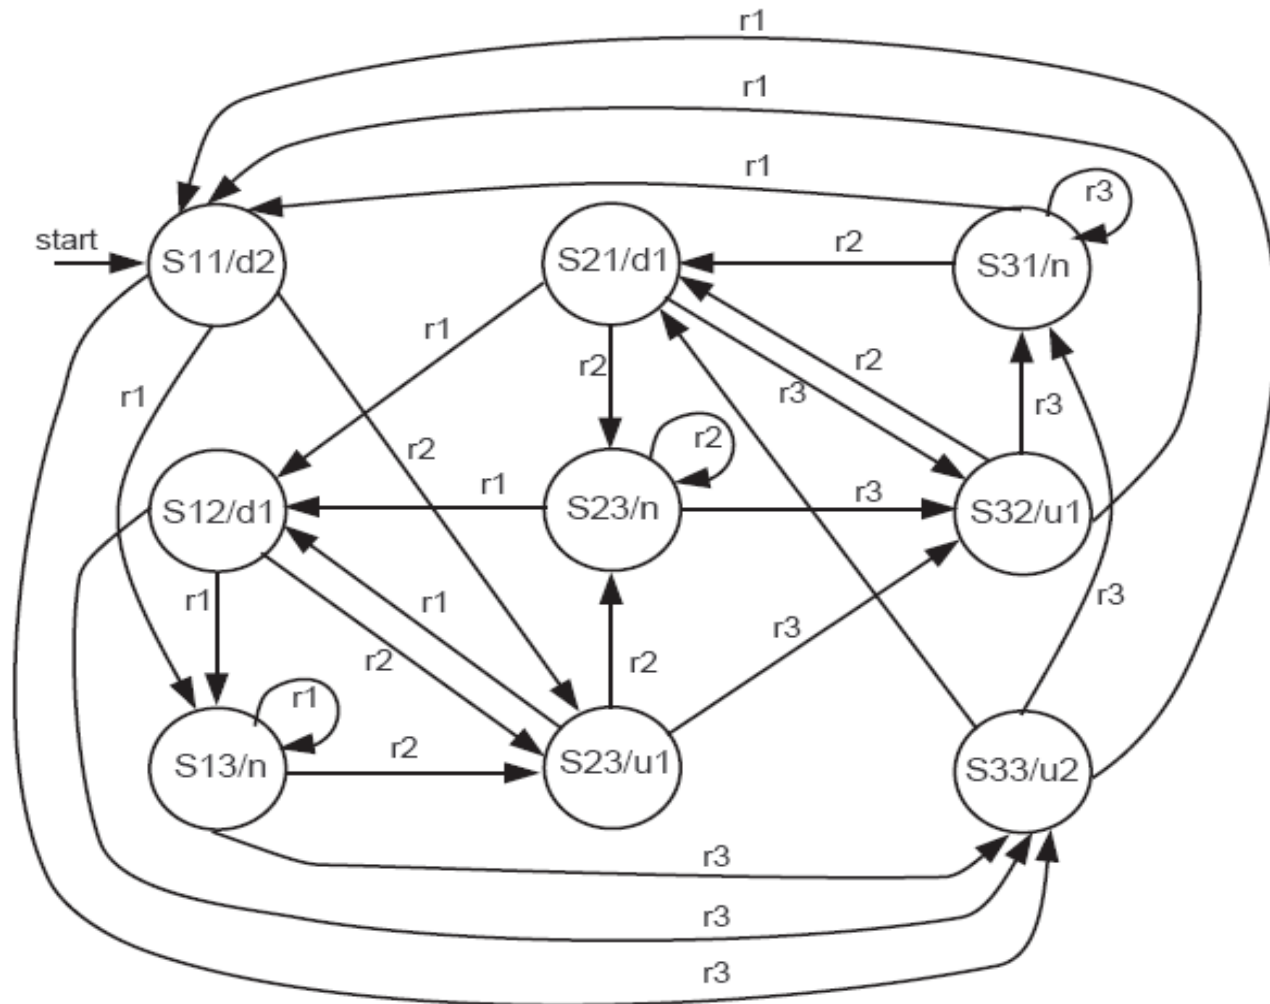 r1
r1
r1
r3
start
S11/d2
S21/d1
r2
S31/n
r1
r2
r2
r3
r1
r3
r2
r2
S12/d1
r1
S23/n
r3
S32/u1
r1
r1
r3
r2
r2
r3
r1
S13/n
r2
S23/u1
S33/u2
r3
r3
r3